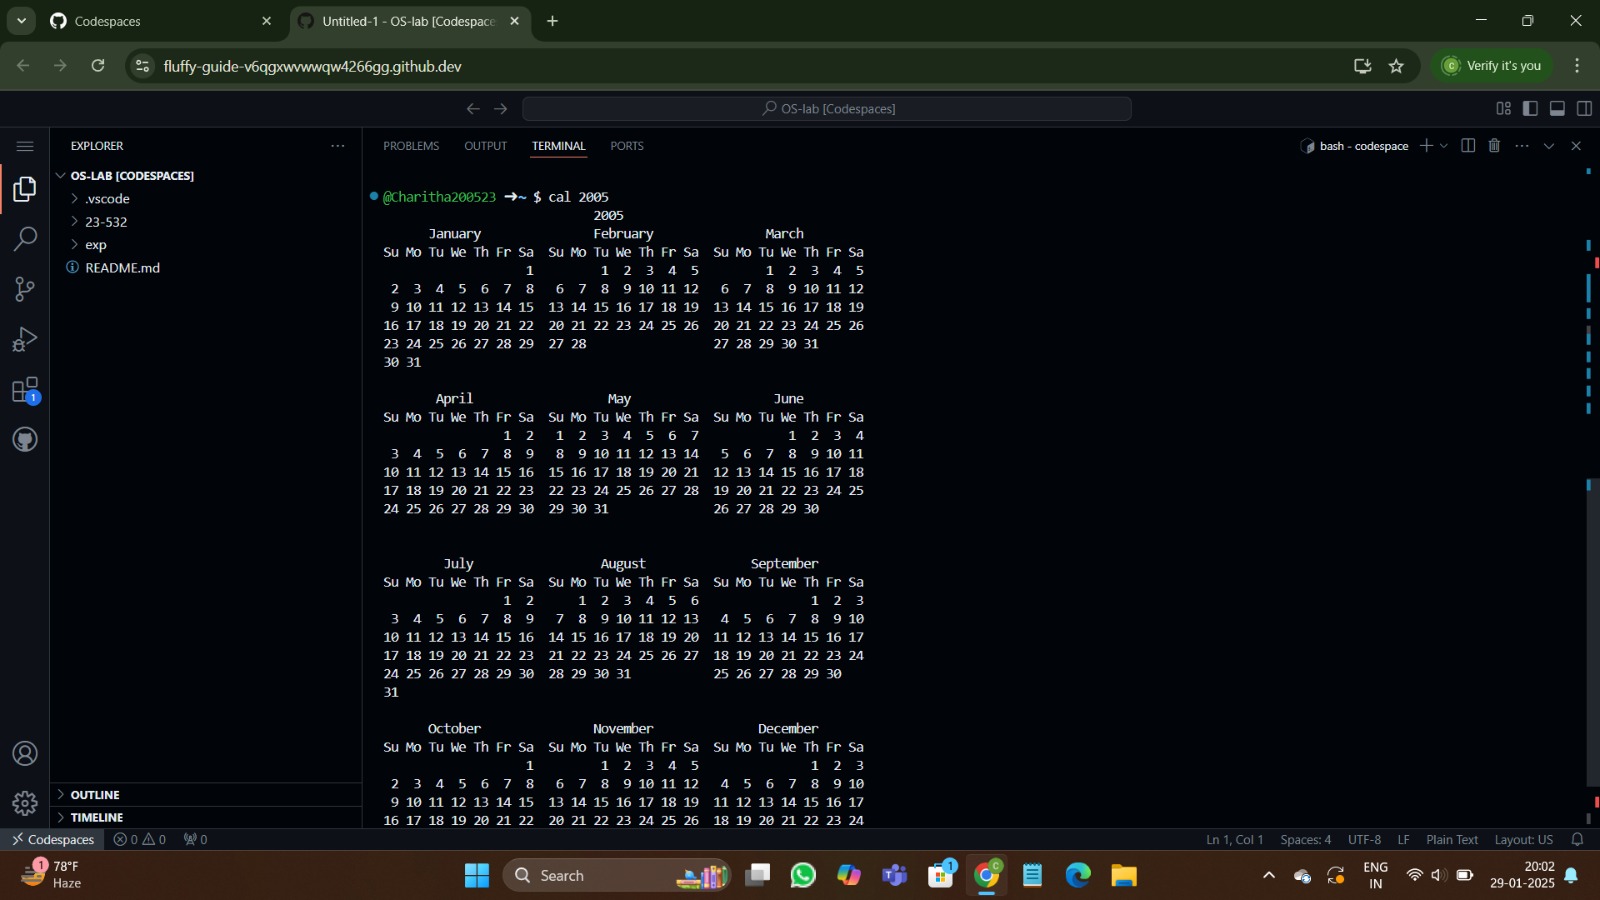 Codespaces
Untitled-1 - OS-lab [Codespace
fluffy-guide-v6qgxwvwwqw4266gg.github.dev
Verify it's you
OS-lab [Codespaces]
EXPLORER
OS-LAB [CODESPACES]
.vscode
23-532
exp
README.md
OUTLINE
TIMELINE
PROBLEMS OUTPUT TERMINAL PORTS
bash - codespace
@Charitha200523 ➜~ $ cal 2005
                            2005
      January               February               March
Su Mo Tu We Th Fr Sa  Su Mo Tu We Th Fr Sa  Su Mo Tu We Th Fr Sa
                   1         1  2  3  4  5         1  2  3  4  5
 2  3  4  5  6  7  8   6  7  8  9 10 11 12   6  7  8  9 10 11 12
 9 10 11 12 13 14 15  13 14 15 16 17 18 19  13 14 15 16 17 18 19
16 17 18 19 20 21 22  20 21 22 23 24 25 26  20 21 22 23 24 25 26
23 24 25 26 27 28 29  27 28                 27 28 29 30 31
30 31
       April                  May                   June
Su Mo Tu We Th Fr Sa  Su Mo Tu We Th Fr Sa  Su Mo Tu We Th Fr Sa
                1  2   1  2  3  4  5  6  7            1  2  3  4
 3  4  5  6  7  8  9   8  9 10 11 12 13 14   5  6  7  8  9 10 11
10 11 12 13 14 15 16  15 16 17 18 19 20 21  12 13 14 15 16 17 18
17 18 19 20 21 22 23  22 23 24 25 26 27 28  19 20 21 22 23 24 25
24 25 26 27 28 29 30  29 30 31              26 27 28 29 30
        July                 August              September
Su Mo Tu We Th Fr Sa  Su Mo Tu We Th Fr Sa  Su Mo Tu We Th Fr Sa
                1  2      1  2  3  4  5  6               1  2  3
 3  4  5  6  7  8  9   7  8  9 10 11 12 13   4  5  6  7  8  9 10
10 11 12 13 14 15 16  14 15 16 17 18 19 20  11 12 13 14 15 16 17
17 18 19 20 21 22 23  21 22 23 24 25 26 27  18 19 20 21 22 23 24
24 25 26 27 28 29 30  28 29 30 31           25 26 27 28 29 30
31
      October               November              December
Su Mo Tu We Th Fr Sa  Su Mo Tu We Th Fr Sa  Su Mo Tu We Th Fr Sa
                   1         1  2  3  4  5               1  2  3
 2  3  4  5  6  7  8   6  7  8  9 10 11 12   4  5  6  7  8  9 10
 9 10 11 12 13 14 15  13 14 15 16 17 18 19  11 12 13 14 15 16 17
16 17 18 19 20 21 22  20 21 22 23 24 25 26  18 19 20 21 22 23 24
1
Codespaces 0 0 0
Ln 1, Col 1 Spaces: 4 UTF-8 LF Plain Text Layout: US
1
78°F
Haze
Search
1
ENG
IN
20:02
29-01-2025